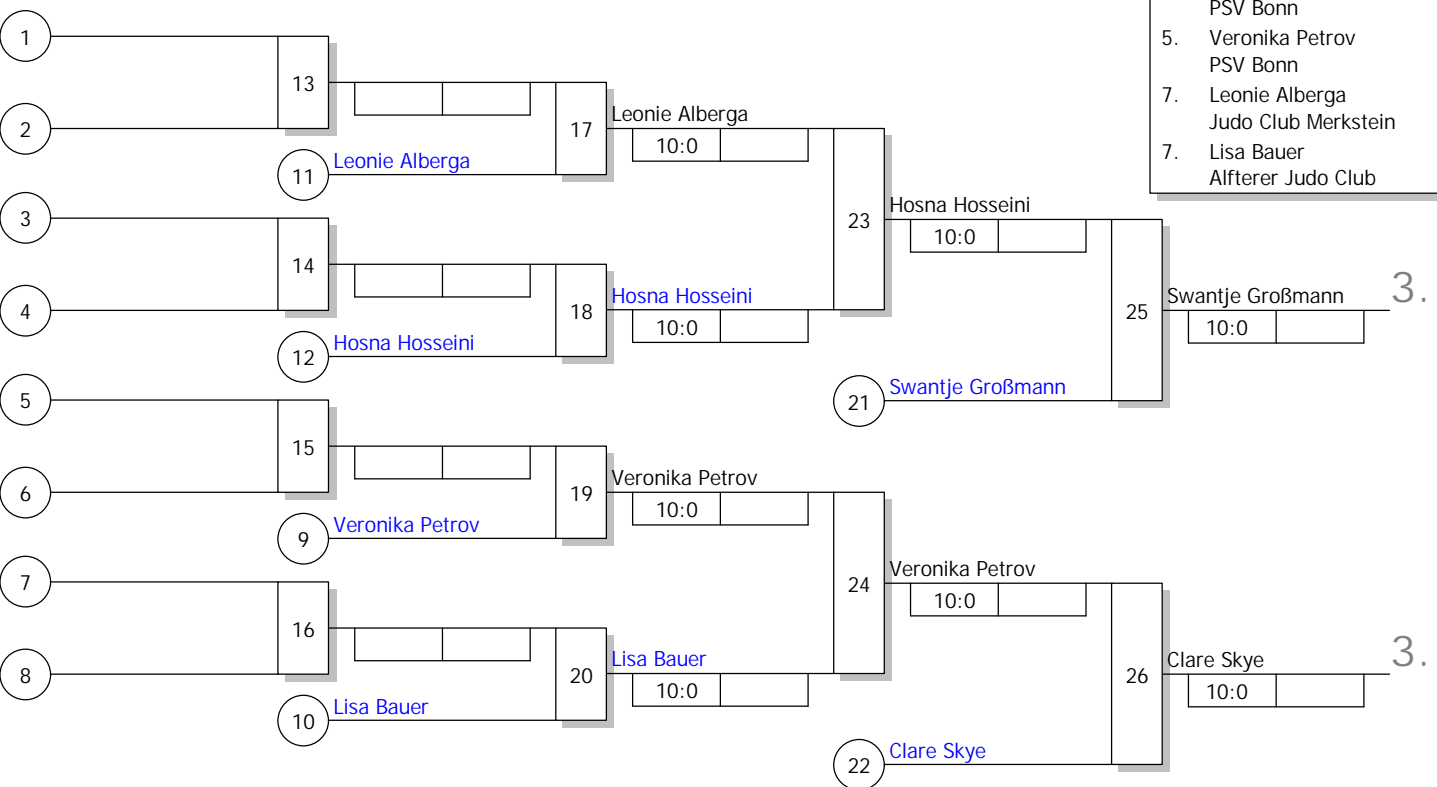 PSV Bonn
5. Veronika Petrov
PSV Bonn
7. Leonie Alberga
Judo Club Merkstein
7. Lisa Bauer
Alfterer Judo Club
1
13
2
17
Leonie Alberga
10:0
11
Leonie Alberga
3
14
4
18
Hosna Hosseini
10:0
12
Hosna Hosseini
23
Hosna Hosseini
10:0
25
Swantje Großmann
10:0
3.
21
Swantje Großmann
5
15
6
19
Veronika Petrov
10:0
9
Veronika Petrov
7
16
8
20
Lisa Bauer
10:0
10
Lisa Bauer
24
Veronika Petrov
10:0
26
Clare Skye
10:0
3.
22
Clare Skye